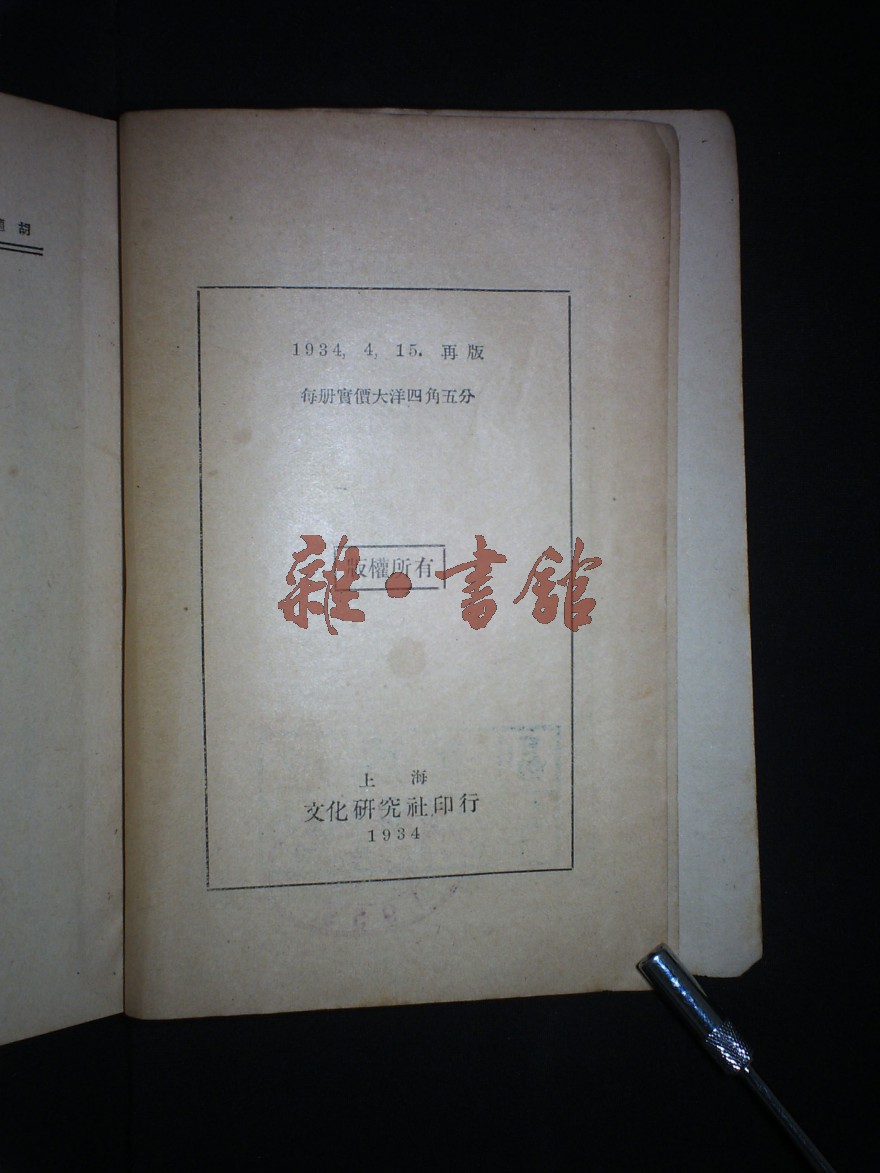 胡
1934, 4, 15. 再版
每册實價大洋四角五分
版權所有
雜·書館
上海
文化研究社印行
1934